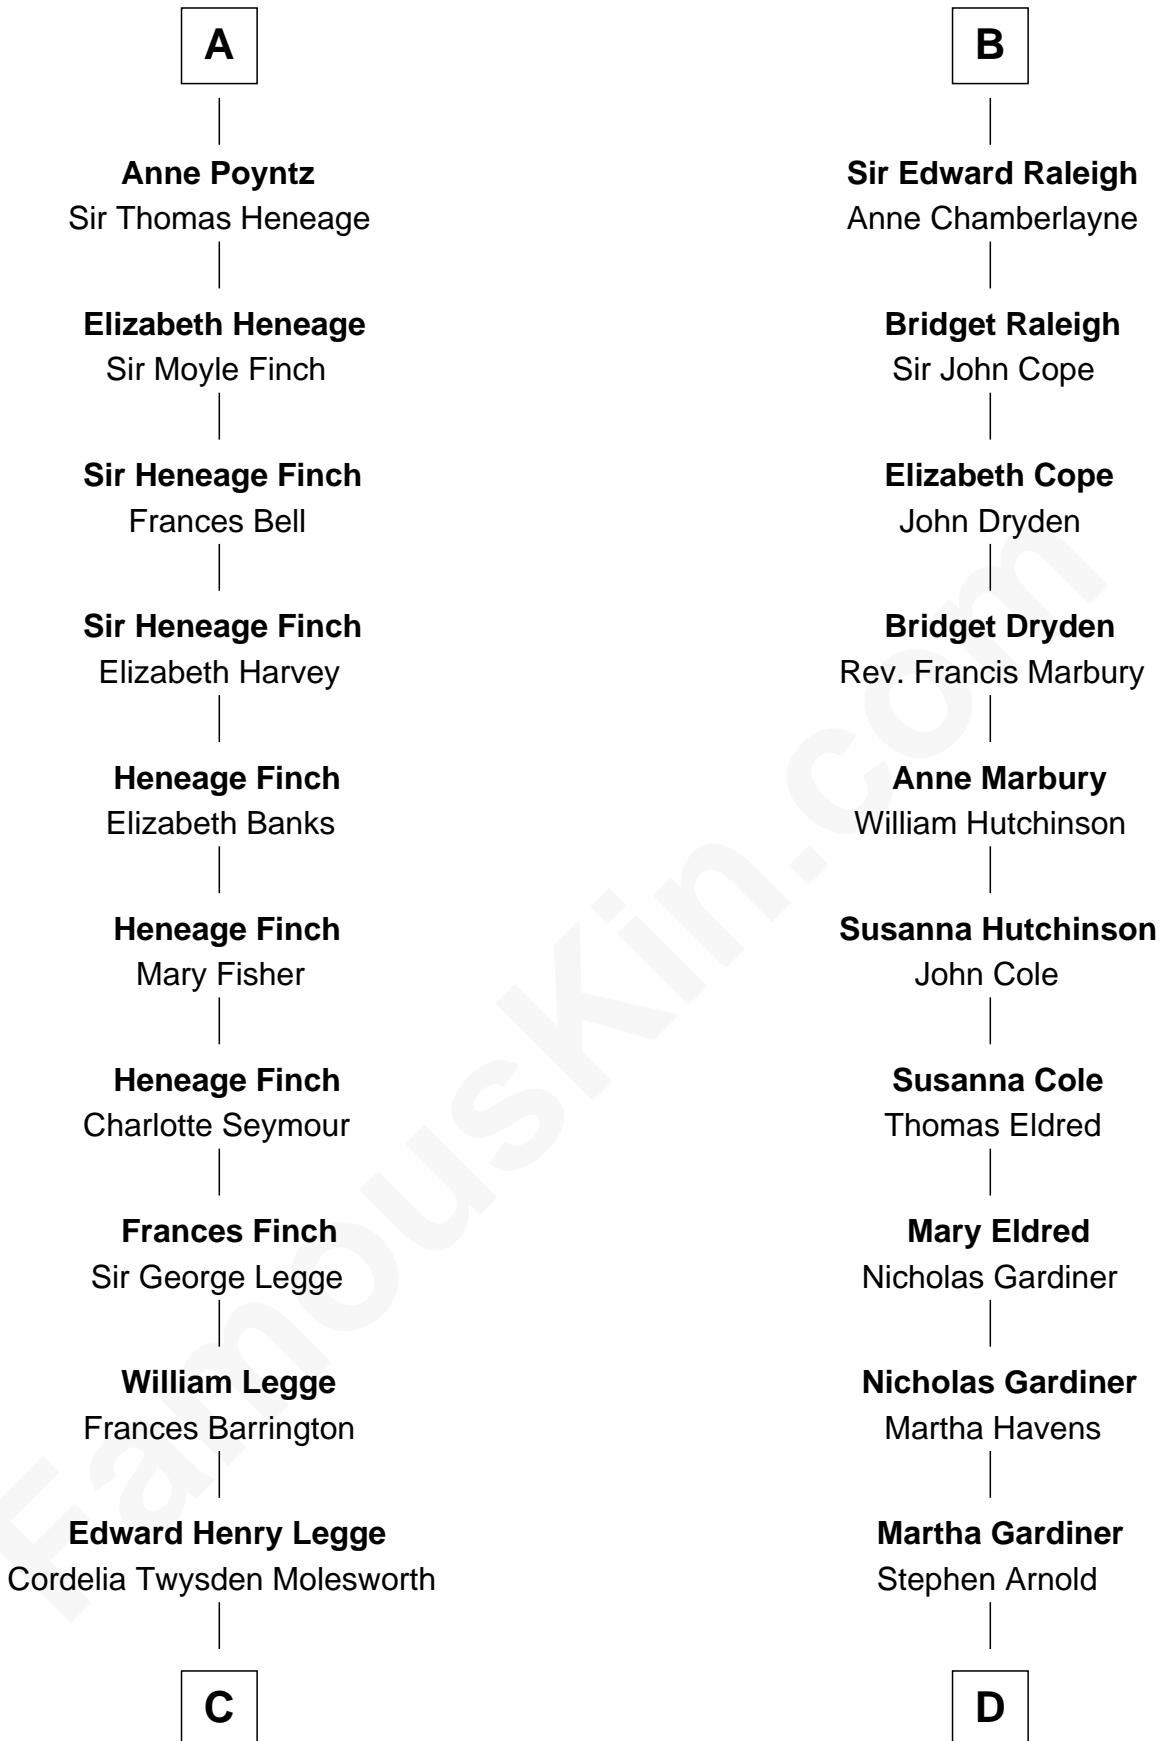 A
Anne Poyntz
Sir Thomas Heneage
Elizabeth Heneage
Sir Moyle Finch
Sir Heneage Finch
Frances Bell
Sir Heneage Finch
Elizabeth Harvey
Heneage Finch
Elizabeth Banks
Heneage Finch
Mary Fisher
Heneage Finch
Charlotte Seymour
Frances Finch
Sir George Legge
William Legge
Frances Barrington
Edward Henry Legge
Cordelia Twysden Molesworth
C
B
Sir Edward Raleigh
Anne Chamberlayne
Bridget Raleigh
Sir John Cope
Elizabeth Cope
John Dryden
Bridget Dryden
Rev. Francis Marbury
Anne Marbury
William Hutchinson
Susanna Hutchinson
John Cole
Susanna Cole
Thomas Eldred
Mary Eldred
Nicholas Gardiner
Nicholas Gardiner
Martha Havens
Martha Gardiner
Stephen Arnold
D
FamousKin.com